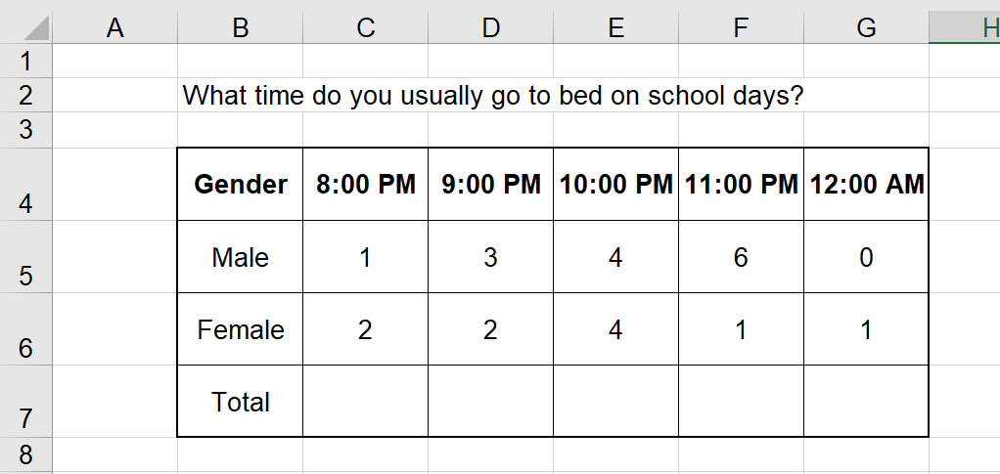 A B C D E F G H
1
2 What time do you usually go to bed on school days?
3
4 Gender 8:00 PM 9:00 PM 10:00 PM 11:00 PM 12:00 AM
5 Male 1 3 4 6 0
6 Female 2 2 4 1 1
7 Total
8